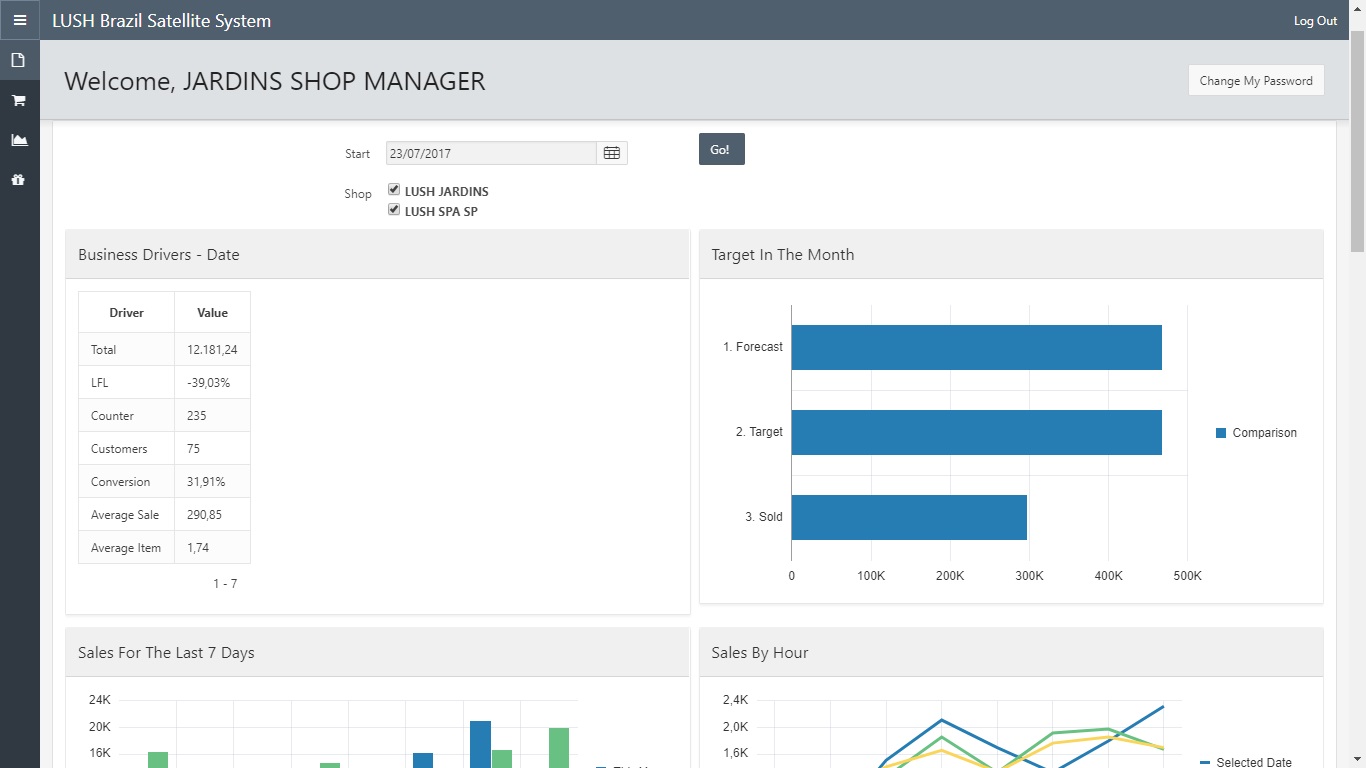 LUSH Brazil Satellite System
Log Out
Welcome, JARDINS SHOP MANAGER
Change My Password
Start 23/07/2017
Go!
Shop
LUSH JARDINS
LUSH SPA SP
Business Drivers - Date
Driver Value
Total 12.181,24
LFL -39,03%
Counter 235
Customers 75
Conversion 31,91%
Average Sale 290,85
Average Item 1,74
1 - 7
Target In The Month
1. Forecast
2. Target
3. Sold
0 100K 200K 300K 400K 500K
Comparison
Sales For The Last 7 Days
24K
20K
16K
Sales By Hour
2,4K
2,0K
1,6K
Selected Date